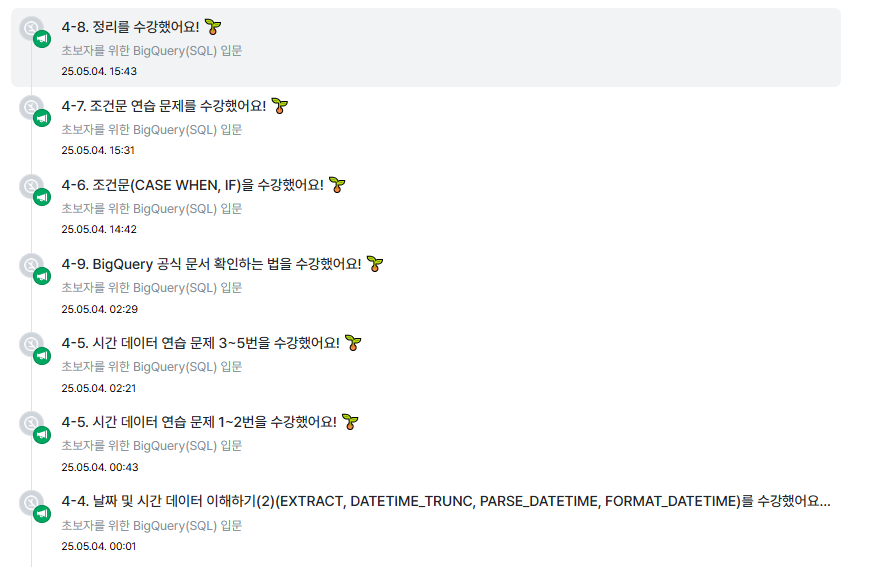 4-8. 정리를 수강했어요!
초보자를 위한 BigQuery(SQL) 입문
25.05.04. 15:43
4-7. 조건문 연습 문제를 수강했어요!
초보자를 위한 BigQuery(SQL) 입문
25.05.04. 15:31
4-6. 조건문(CASE WHEN, IF)을 수강했어요!
초보자를 위한 BigQuery(SQL) 입문
25.05.04. 14:42
4-9. BigQuery 공식 문서 확인하는 법을 수강했어요!
초보자를 위한 BigQuery(SQL) 입문
25.05.04. 02:29
4-5. 시간 데이터 연습 문제 3~5번을 수강했어요!
초보자를 위한 BigQuery(SQL) 입문
25.05.04. 02:21
4-5. 시간 데이터 연습 문제 1~2번을 수강했어요!
초보자를 위한 BigQuery(SQL) 입문
25.05.04. 00:43
4-4. 날짜 및 시간 데이터 이해하기(2)(EXTRACT, DATETIME_TRUNC, PARSE_DATETIME, FORMAT_DATETIME)를 수강했어요...
초보자를 위한 BigQuery(SQL) 입문
25.05.04. 00:01